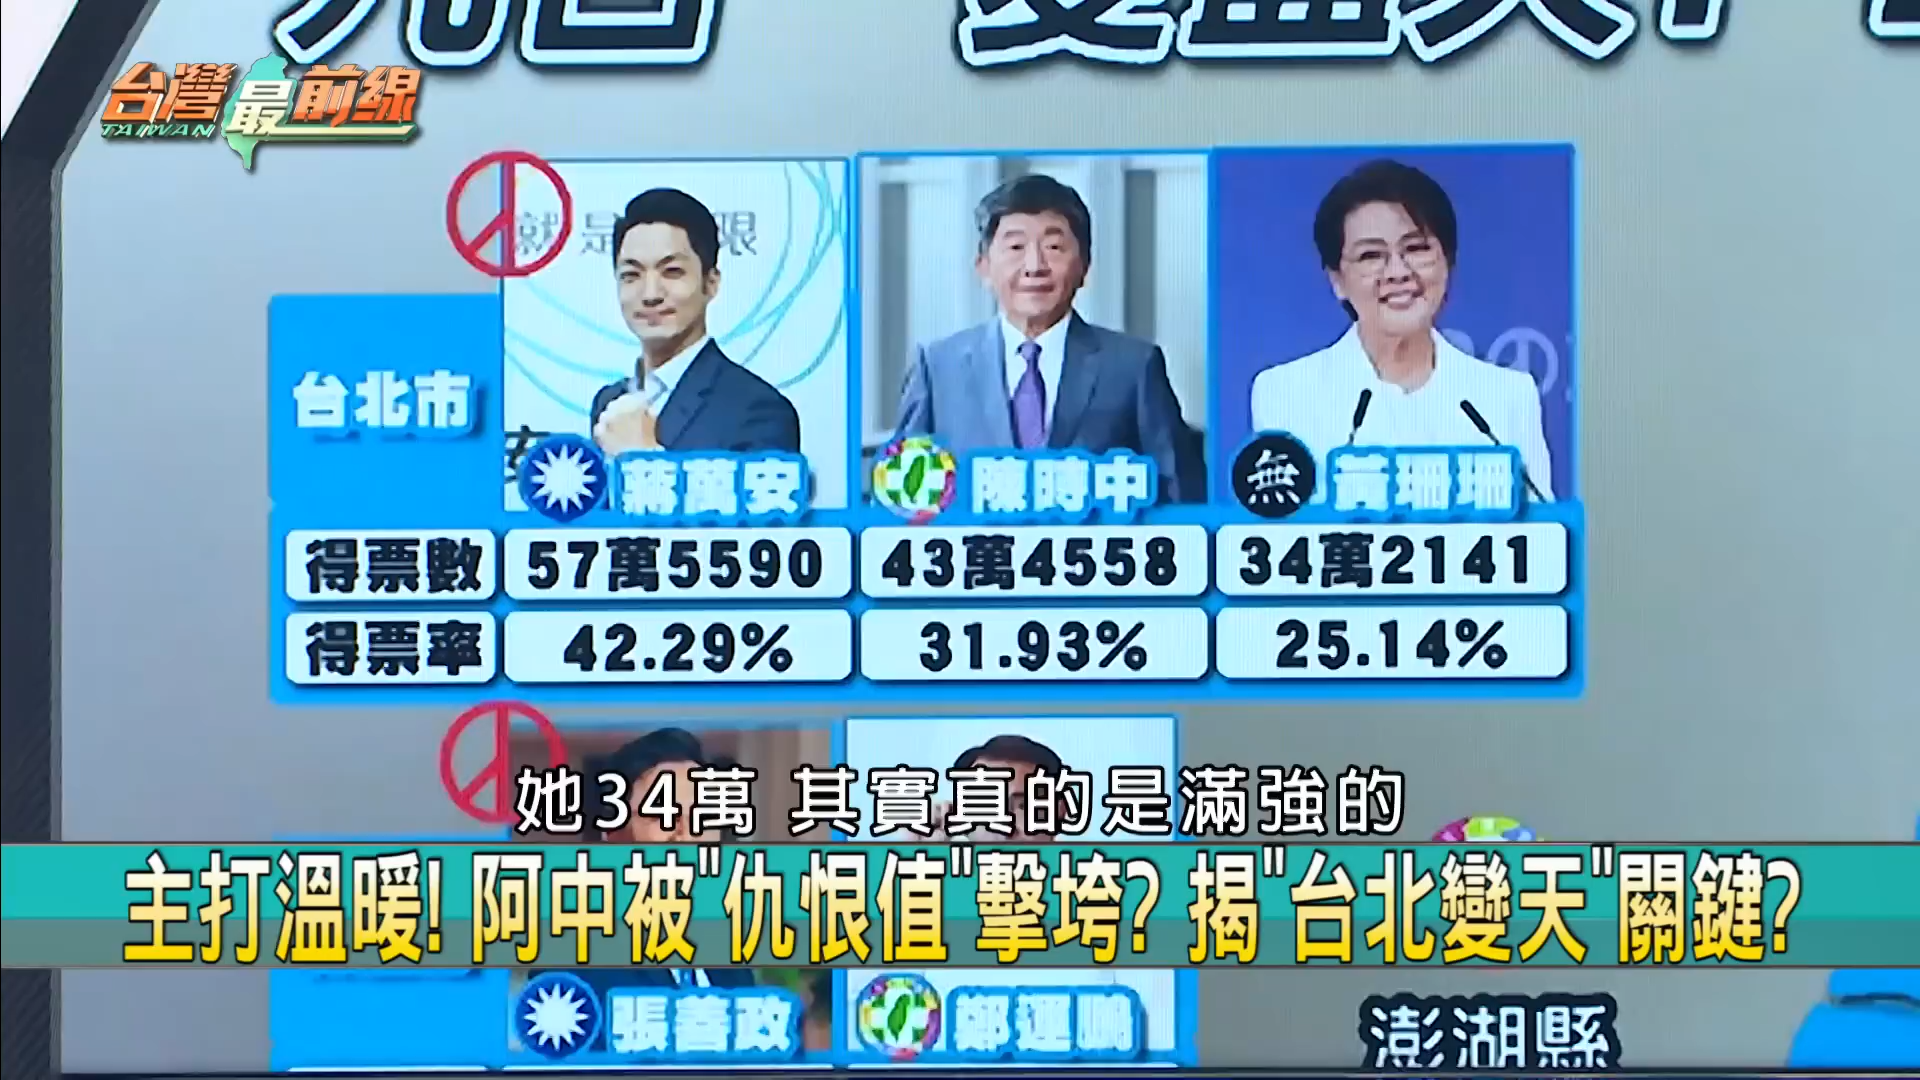 台灣最前線
TAIWAN
就是 限
台北市
安
蔣萬安
陳時中
無 黃珊珊
得票數 57萬5590 43萬4558 34萬2141
得票率 42.29% 31.93% 25.14%
她34萬 其實真的是滿強的
主打溫暖! 阿中被"仇恨值"擊垮? 揭"台北變天"關鍵?
張善政
鄭運鵬
澎湖縣